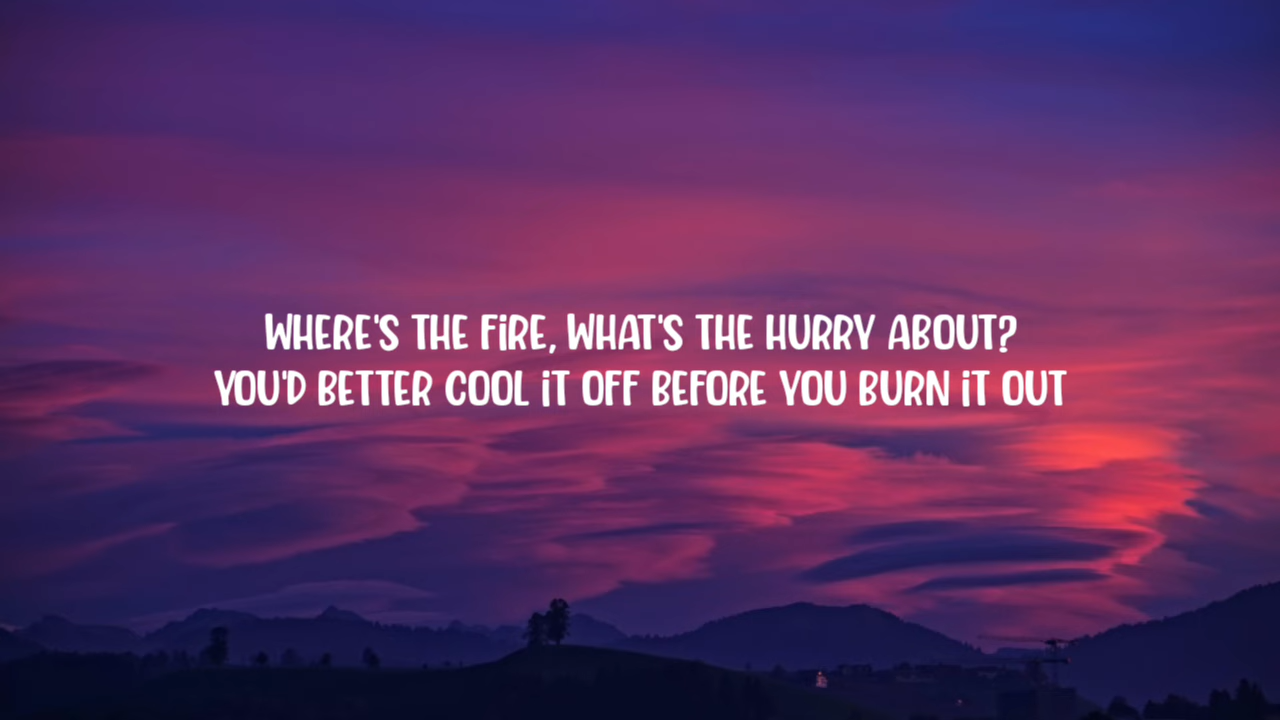 WHERE'S THE FiRE, WHAT'S THE HURRY ABOUT?
YOU'D BETTER COOL iT OFF BEFORE YOU BURN iT OUT